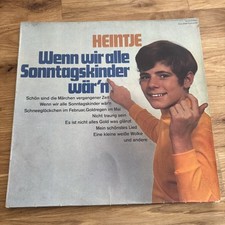 HEINTJE
Wenn wir alle
Sonntagskinder
wär'n
Schön sind die Märchen vergangener Zeit
Wenn wir alle Sonntagskinder wär'n
Schneeglöckchen im Februar, Goldregen im Mai
Nicht traurig sein
Es ist nicht alles Gold was glänzt
Mein schönstes Lied
Eine kleine weiße Wolke
und andere